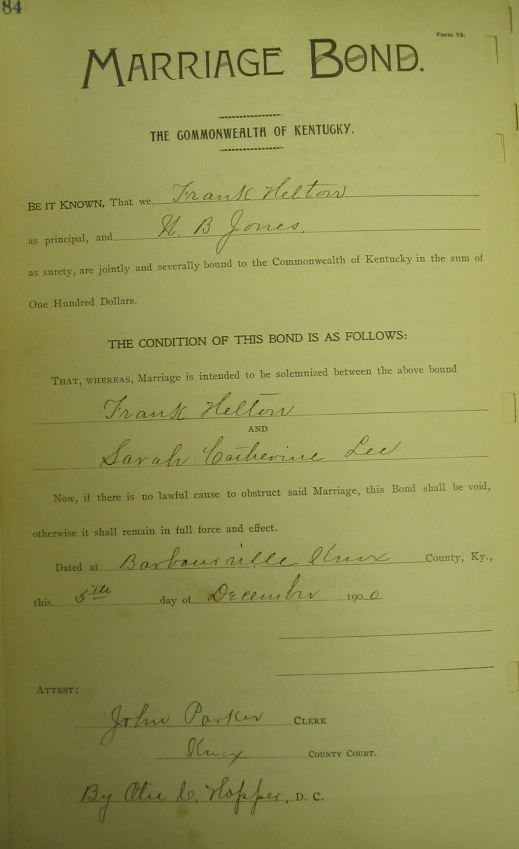 84
Form 73.
MARRIAGE BOND.
THE COMMONWEALTH OF KENTUCKY.
BE IT KNOWN, That we, Frank Helton
as principal, and B Jones,
as surety, are jointly and severally bound to the Commonwealth of Kentucky in the sum of
One Hundred Dollars.
THE CONDITION OF THIS BOND IS AS FOLLOWS:
THAT, WHEREAS, Marriage is intended to be solemnized between the above bound
Frank Helton
AND
Sarah Catherine Lee
Now, if there is no lawful cause to obstruct said Marriage, this Bond shall be void,
otherwise it shall remain in full force and effect.
Dated at Barbourville Knox County, Ky.,
this 5th day of December 1900
ATTEST:
John Parker CLERK
Knox COUNTY COURT.
By Olie C. Hopper, D. C.